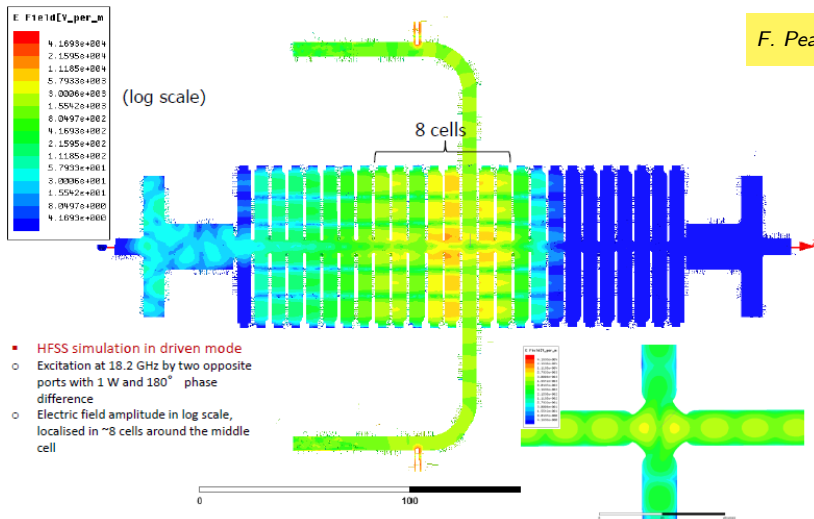 E Field[V_per_m
4.1693e+004
2.1595e+004
1.1185e+004
5.7933e+003
3.0006e+003
1.5542e+003
8.0497e+002
4.1693e+002
2.1595e+002
1.1185e+002
5.7933e+001
3.0006e+001
1.5542e+001
8.0497e+000
4.1693e+000
(log scale)
F. Pea
8 cells
▪ HFSS simulation in driven mode
○ Excitation at 18.2 GHz by two opposite
ports with 1 W and 180° phase
difference
○ Electric field amplitude in log scale,
localised in ~8 cells around the middle
cell
E Field[V_per_m
0
100